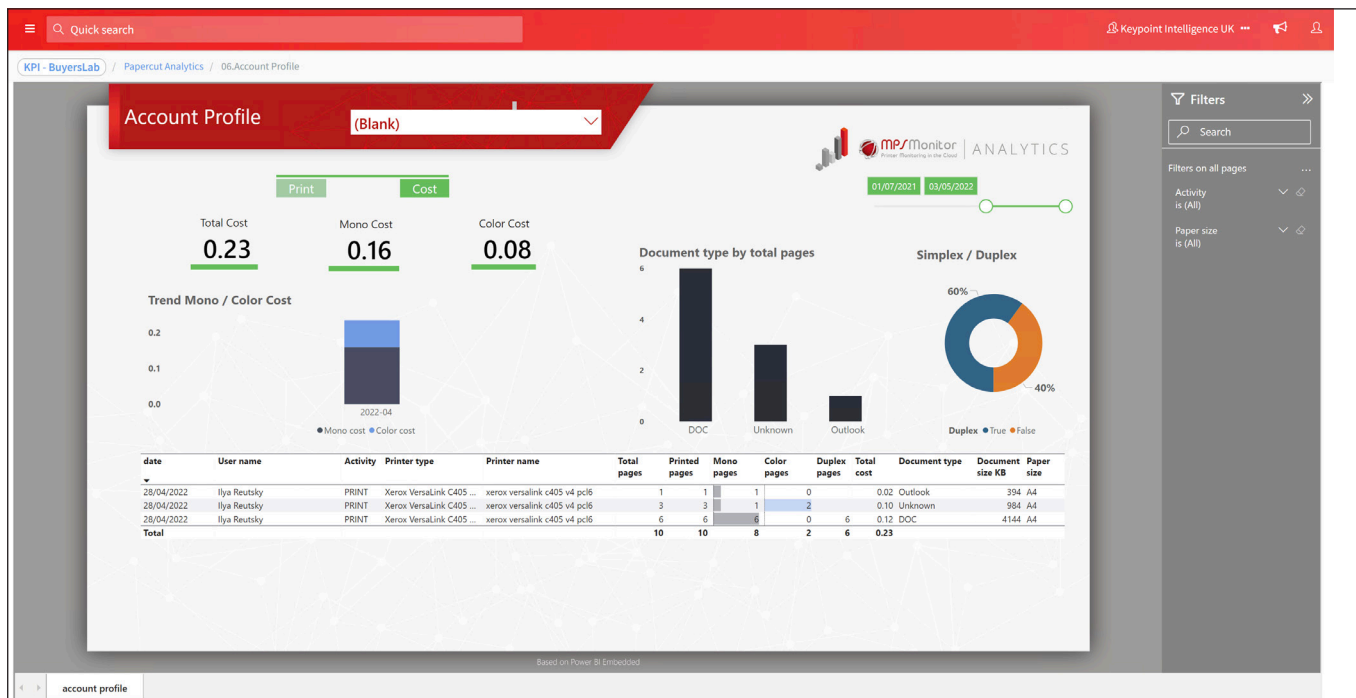 Quick search
Keypoint Intelligence UK ...
KPI - BuyersLab / Papercut Analytics / 06.Account Profile
Account Profile
(Blank)
MPS Monitor
Printer Monitoring in the Cloud
ANALYTICS
01/07/2021 03/05/2022
Print Cost
Total Cost Mono Cost Color Cost
0.23 0.16 0.08
Trend Mono / Color Cost
0.2
0.1
0.0
2022-04
Mono cost Color cost
Document type by total pages
6
4
2
0
DOC Unknown Outlook
Simplex / Duplex
60%
40%
Duplex True False
date User name Activity Printer type Printer name Total pages Printed pages Mono pages Color pages Duplex pages Total cost Document type Document size KB Paper size
28/04/2022 Ilya Reutsky PRINT Xerox VersaLink C405 ... xerox versalink c405 v4 pcl6 1 1 1 0 0.02 Outlook 394 A4
28/04/2022 Ilya Reutsky PRINT Xerox VersaLink C405 ... xerox versalink c405 v4 pcl6 3 3 1 2 0.10 Unknown 984 A4
28/04/2022 Ilya Reutsky PRINT Xerox VersaLink C405 ... xerox versalink c405 v4 pcl6 6 6 6 0 6 0.12 DOC 4144 A4
Total 10 10 8 2 6 0.23
Based on Power BI Embedded
Filters
Search
Filters on all pages ...
Activity
is (All)
Paper size
is (All)
account profile